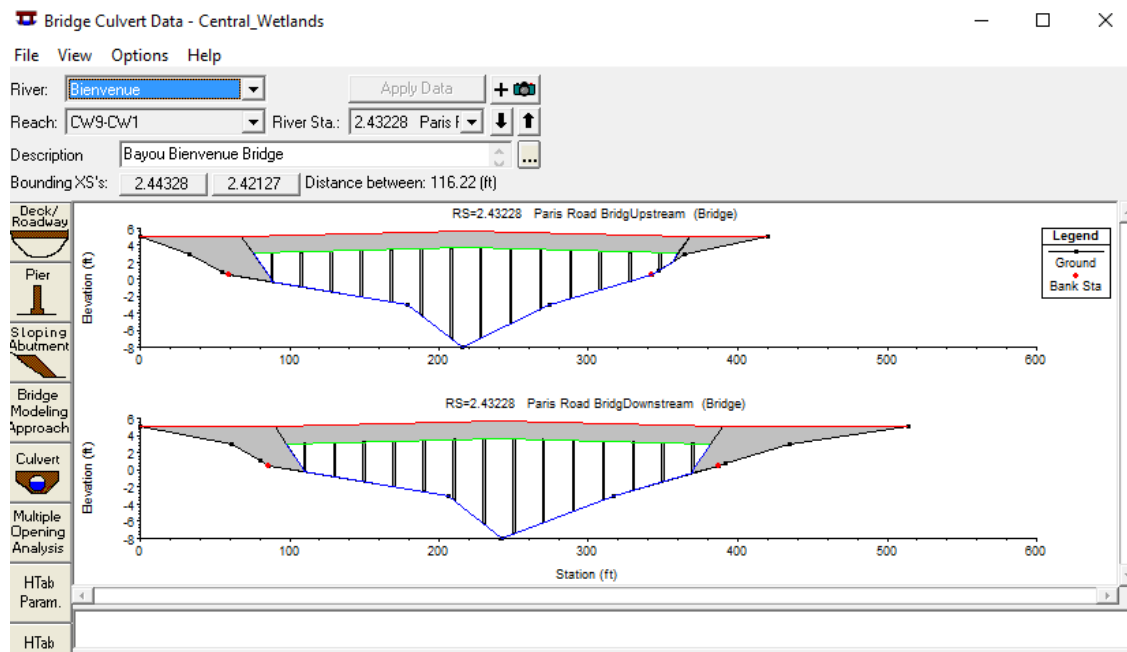 Bridge Culvert Data - Central_Wetlands
File View Options Help
River: Bienvenue Apply Data +
Reach: CW9-CW1 River Sta.: 2.43228 Paris F
Description Bayou Bienvenue Bridge ...
Bounding XS's: 2.44328 2.42127 Distance between: 116.22 (ft)
Deck/
Roadway
Pier
Sloping
Abutment
Bridge
Modeling
Approach
Culvert
Multiple
Opening
Analysis
HTab
Param.
HTab
RS=2.43228 Paris Road BridgUpstream (Bridge)
Elevation (ft)
6
4
2
0
-2
-4
-6
-8
0 100 200 300 400 500 600
Legend
Ground
Bank Sta
RS=2.43228 Paris Road BridgDownstream (Bridge)
Elevation (ft)
6
4
2
0
-2
-4
-6
-8
0 100 200 300 400 500 600
Station (ft)